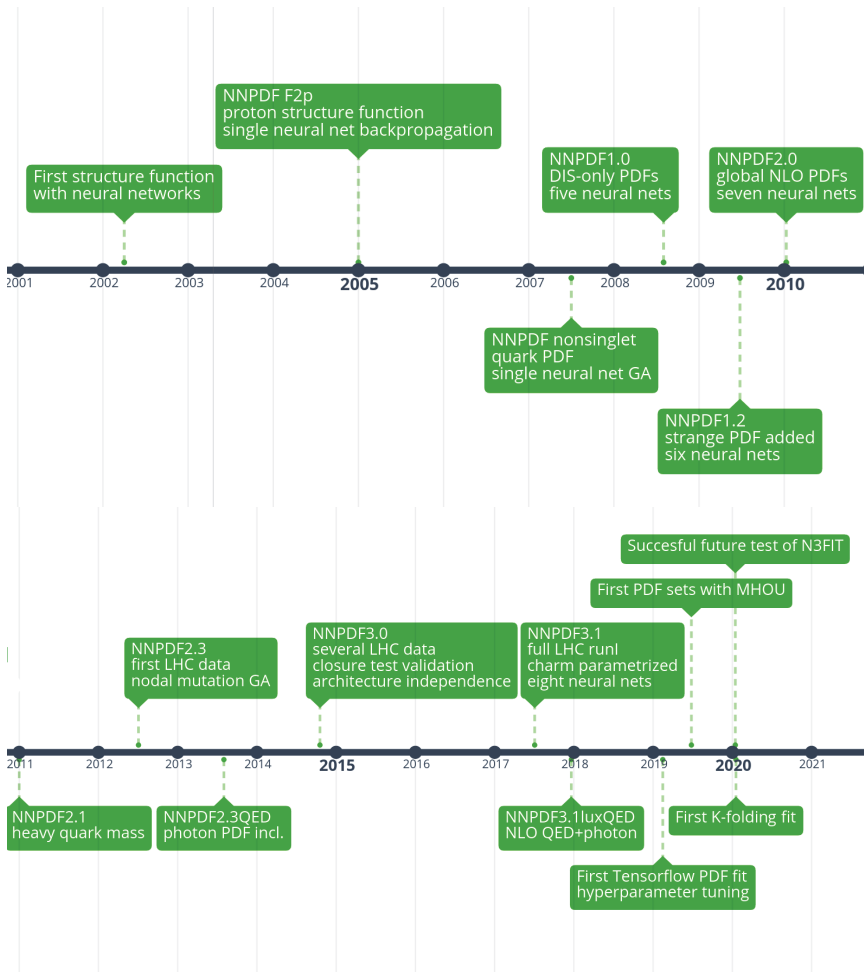 NNPDF F2p
proton structure function
single neural net backpropagation
First structure function
with neural networks
NNPDF1.0
DIS-only PDFs
five neural nets
NNPDF2.0
global NLO PDFs
seven neural nets
2001 2002 2003 2004 2005 2006 2007 2008 2009 2010
NNPDF nonsinglet
quark PDF
single neural net GA
NNPDF1.2
strange PDF added
six neural nets
Succesful future test of N3FIT
First PDF sets with MHOU
NNPDF2.3
first LHC data
nodal mutation GA
NNPDF3.0
several LHC data
closure test validation
architecture independence
NNPDF3.1
full LHC runI
charm parametrized
eight neural nets
2011 2012 2013 2014 2015 2016 2017 2018 2019 2020 2021
NNPDF2.1
heavy quark mass
NNPDF2.3QED
photon PDF incl.
NNPDF3.1luxQED
NLO QED+photon
First K-folding fit
First Tensorflow PDF fit
hyperparameter tuning